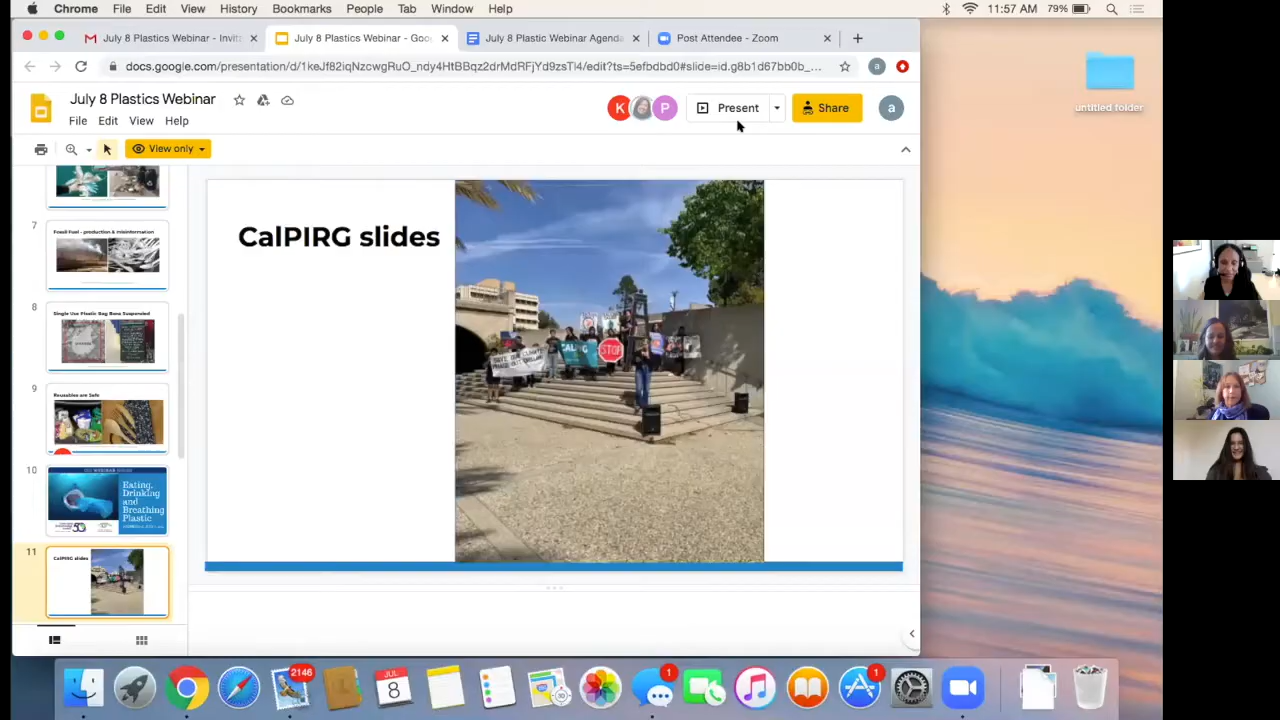 Chrome File Edit View History Bookmarks People Tab Window Help 11:57 AM 79%
July 8 Plastics Webinar - Invit July 8 Plastics Webinar - Goo July 8 Plastic Webinar Agenda Post Attendee - Zoom
docs.google.com/presentation/d/1keJf82iqNzcwgRuO_ndy4HtBBqz2drMdRFjYd9zsTl4/edit?ts=5efbdbd0#slide=id.g8b1d67bb0b_... a
July 8 Plastics Webinar
K P Present Share a
File Edit View Help
View only
7
Fossil Fuel - production & misinformation
8
Single Use Plastic Bag Bans Suspended
9
Reusables are Safe
10
Eating,
Drinking
and
Breathing
Plastic
11
CalPIRG slides
CalPIRG slides
STOP
untitled folder
2146
JUL
8
1
1